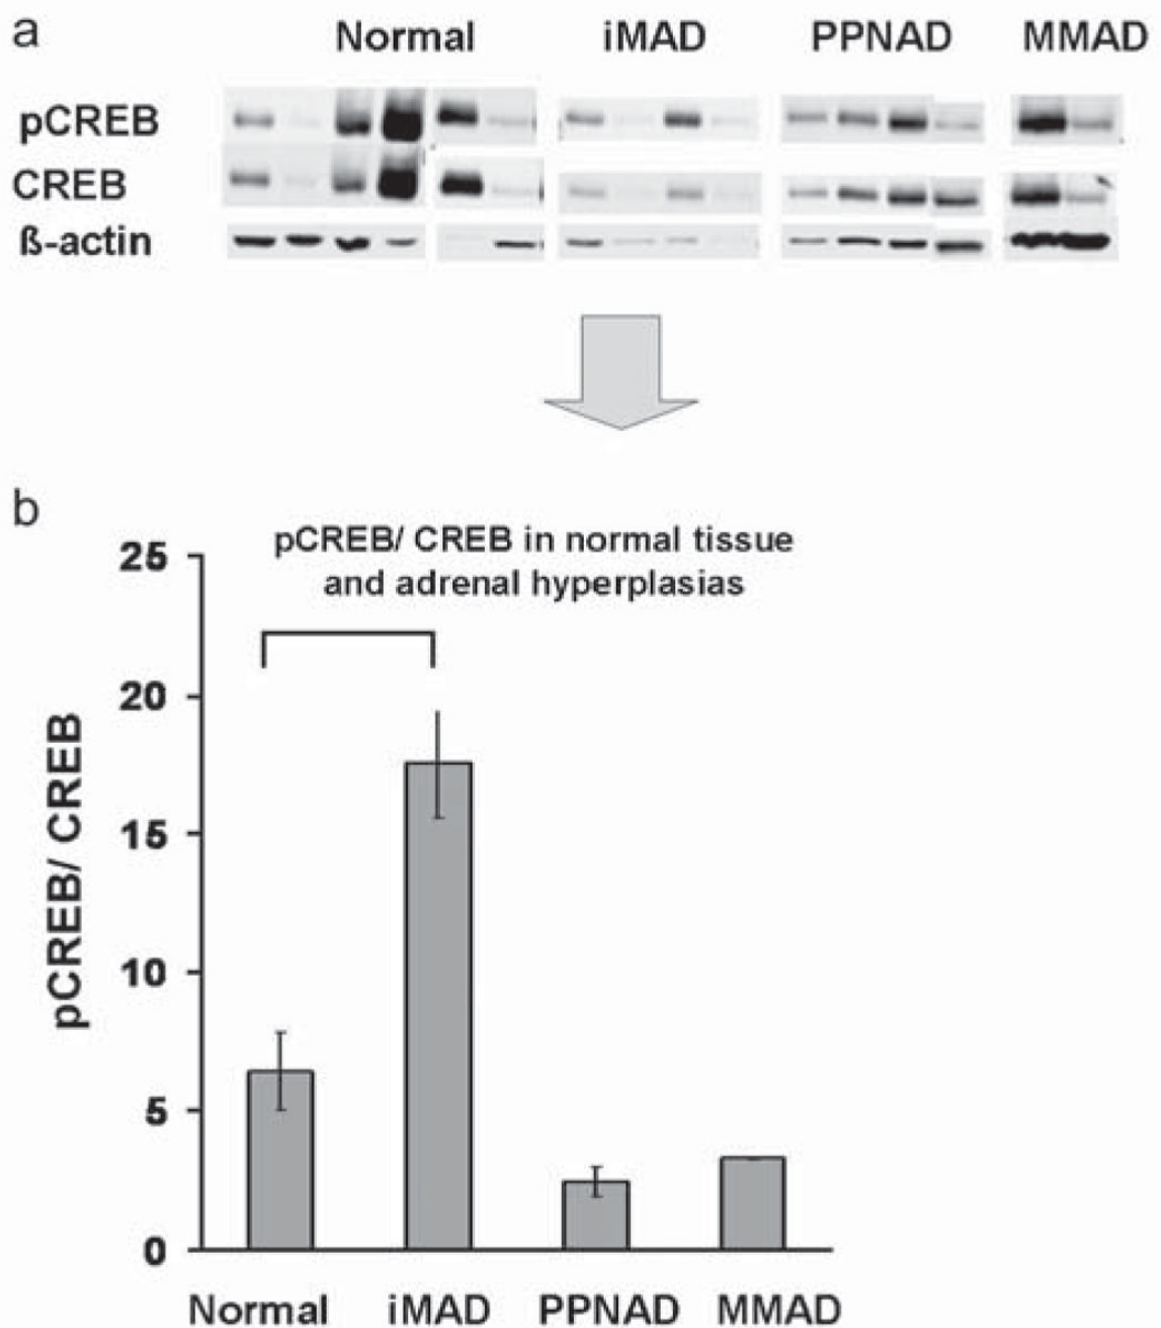 a
Normal iMAD PPNAD MMAD
pCREB
CREB
ß-actin
b
pCREB/ CREB in normal tissue
and adrenal hyperplasias
pCREB/ CREB
25
20
15
10
5
0
Normal iMAD PPNAD MMAD